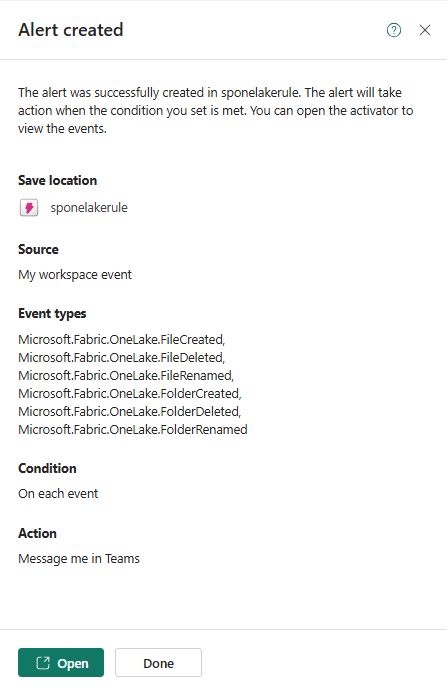 Alert created
The alert was successfully created in sponelakerule. The alert will take
action when the condition you set is met. You can open the activator to
view the events.
Save location
sponelakerule
Source
My workspace event
Event types
Microsoft.Fabric.OneLake.FileCreated,
Microsoft.Fabric.OneLake.FileDeleted,
Microsoft.Fabric.OneLake.FileRenamed,
Microsoft.Fabric.OneLake.FolderCreated,
Microsoft.Fabric.OneLake.FolderDeleted,
Microsoft.Fabric.OneLake.FolderRenamed
Condition
On each event
Action
Message me in Teams
Open Done